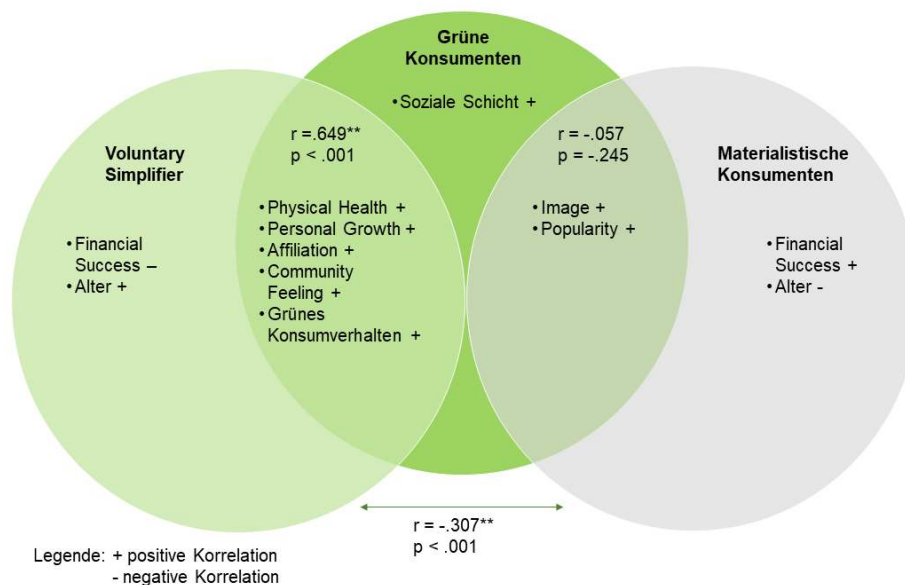 Grüne
Konsumenten
•Soziale Schicht +
r =.649**
p < .001
r = -.057
p = -.245
Voluntary
Simplifier
Materialistische
Konsumenten
•Physical Health +
•Personal Growth +
•Affiliation +
•Community
Feeling +
•Grünes
Konsumverhalten +
•Image +
•Popularity +
•Financial
Success –
•Alter +
•Financial
Success +
•Alter -
r = -.307**
p < .001
Legende: + positive Korrelation
- negative Korrelation